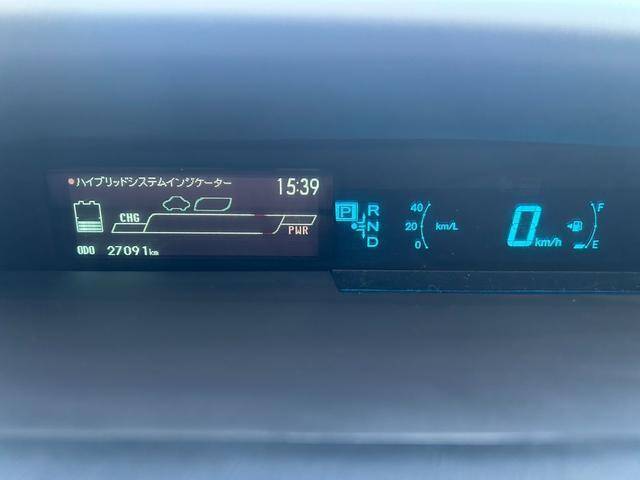 ハイブリッドシステムインジケーター 15:39
CHG
PWR
ODO 27091km
P R
N
D
40
20 km/L
0
0 km/h
F
E